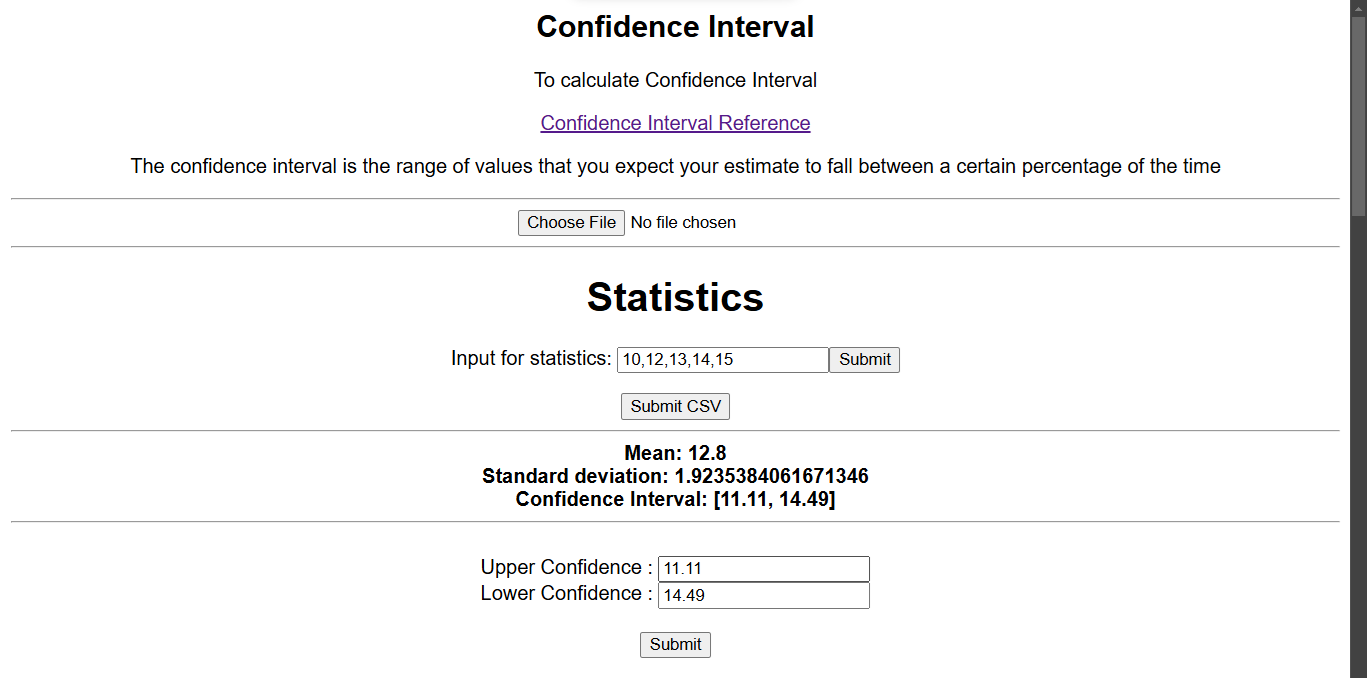 Confidence Interval
To calculate Confidence Interval
Confidence Interval Reference
The confidence interval is the range of values that you expect your estimate to fall between a certain percentage of the time
Choose File No file chosen
Statistics
Input for statistics: 10,12,13,14,15 Submit
Submit CSV
Mean: 12.8
Standard deviation: 1.9235384061671346
Confidence Interval: [11.11, 14.49]
Upper Confidence : 11.11
Lower Confidence : 14.49
Submit